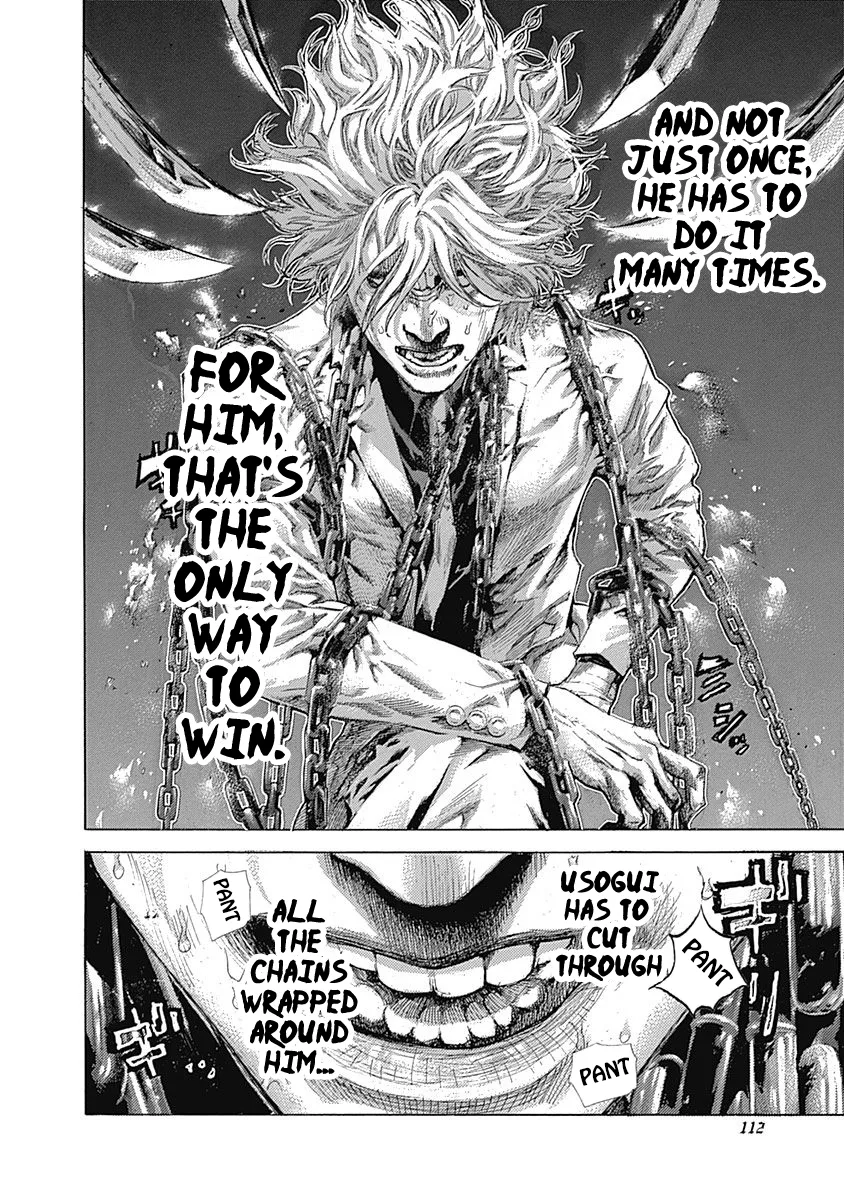 AND NOT
JUST ONCE,
HE HAS TO
DO IT
MANY TIMES.
FOR
HIM,
THAT'S
THE
ONLY
WAY
TO
WIN.
USOGUI
HAS TO
CUT
THROUGH
PANT
ALL
THE
CHAINS
WRAPPED
AROUND
HIM...
PANT
PANT
112